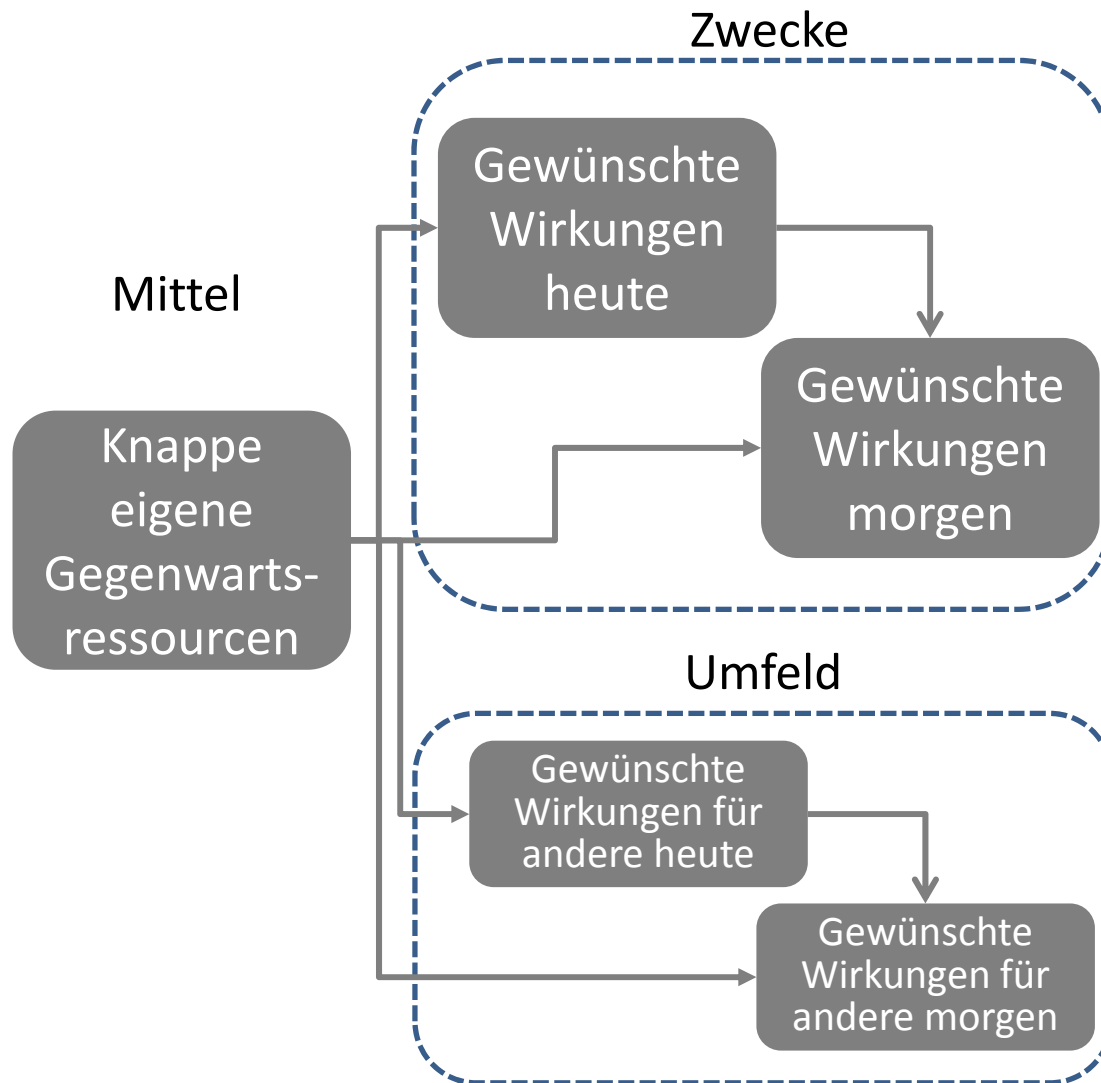 Zwecke
Gewünschte
Wirkungen
heute
Mittel
Gewünschte
Wirkungen
morgen
Knappe
eigene
Gegenwarts-
ressourcen
Umfeld
Gewünschte
Wirkungen für
andere heute
Gewünschte
Wirkungen für
andere morgen